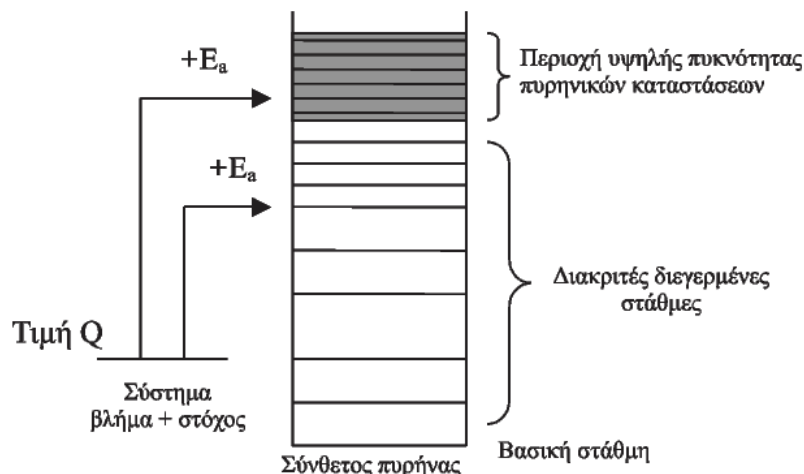 +Eₐ
Περιοχή υψηλής πυκνότητας
πυρηνικών καταστάσεων
+Eₐ
Διακριτές διεγερμένες
στάθμες
Τιμή Q
Σύστημα
βλήμα + στόχος
Βασική στάθμη
Σύνθετος πυρήνας